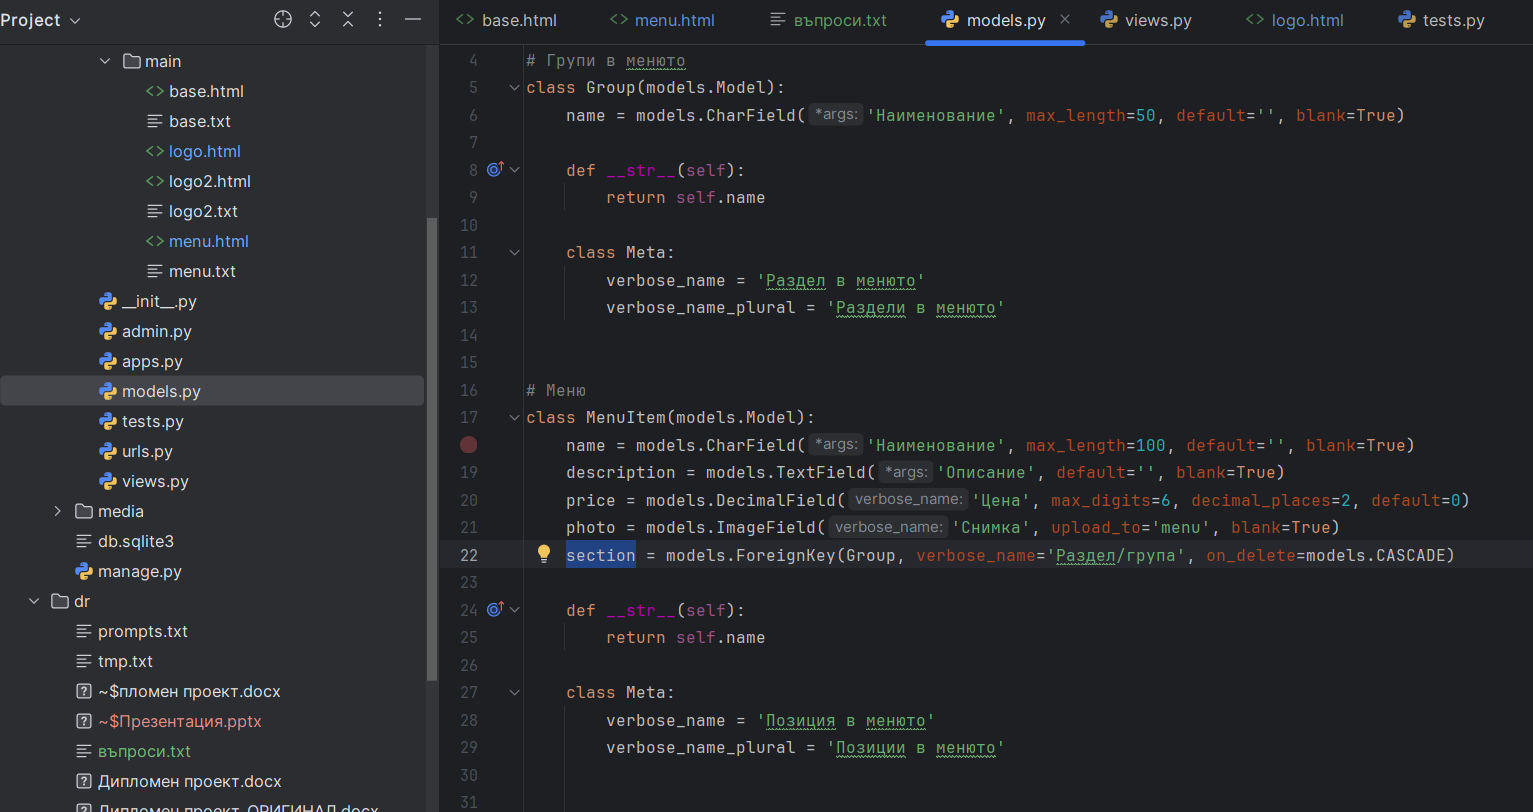 Project
main
base.html
base.txt
logo.html
logo2.html
logo2.txt
menu.html
menu.txt
__init__.py
admin.py
apps.py
models.py
tests.py
urls.py
views.py
media
db.sqlite3
manage.py
dr
prompts.txt
tmp.txt
~$пломен проект.docx
~$Презентация.pptx
въпроси.txt
Дипломен проект.docx
Дипломен проект ОРИГИНАЛ.docx
base.html menu.html въпроси.txt models.py views.py logo.html tests.py
4 # Групи в менюто
5 class Group(models.Model):
6 name = models.CharField( *args: 'Наименование', max_length=50, default='', blank=True)
7
8 def __str__(self):
9 return self.name
10
11 class Meta:
12 verbose_name = 'Раздел в менюто'
13 verbose_name_plural = 'Раздели в менюто'
14
15
16 # Меню
17 class MenuItem(models.Model):
name = models.CharField( *args: 'Наименование', max_length=100, default='', blank=True)
19 description = models.TextField( *args: 'Описание', default='', blank=True)
20 price = models.DecimalField( verbose_name: 'Цена', max_digits=6, decimal_places=2, default=0)
21 photo = models.ImageField( verbose_name: 'Снимка', upload_to='menu', blank=True)
22 section = models.ForeignKey(Group, verbose_name='Раздел/група', on_delete=models.CASCADE)
23
24 def __str__(self):
25 return self.name
26
27 class Meta:
28 verbose_name = 'Позиция в менюто'
29 verbose_name_plural = 'Позиции в менюто'
30
31